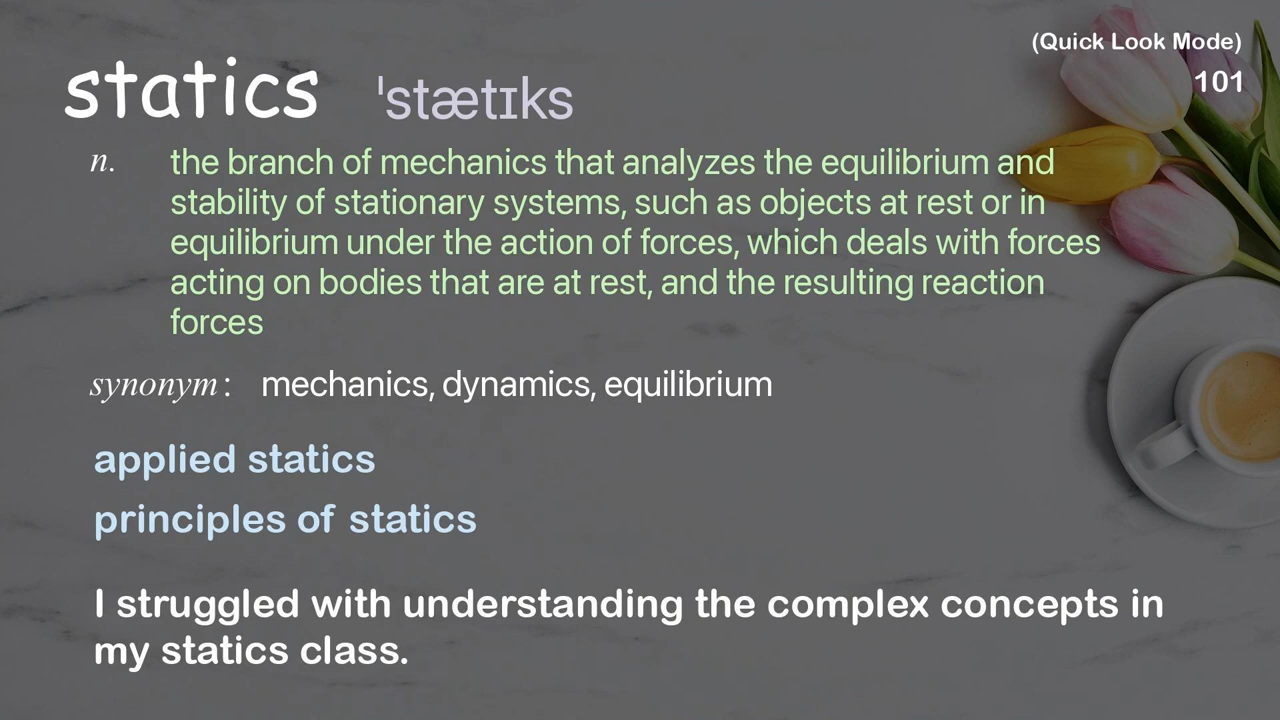 (Quick Look Mode)
101
statics ˈstætɪks
n. the branch of mechanics that analyzes the equilibrium and
stability of stationary systems, such as objects at rest or in
equilibrium under the action of forces, which deals with forces
acting on bodies that are at rest, and the resulting reaction
forces
synonym: mechanics, dynamics, equilibrium
applied statics
principles of statics
I struggled with understanding the complex concepts in
my statics class.